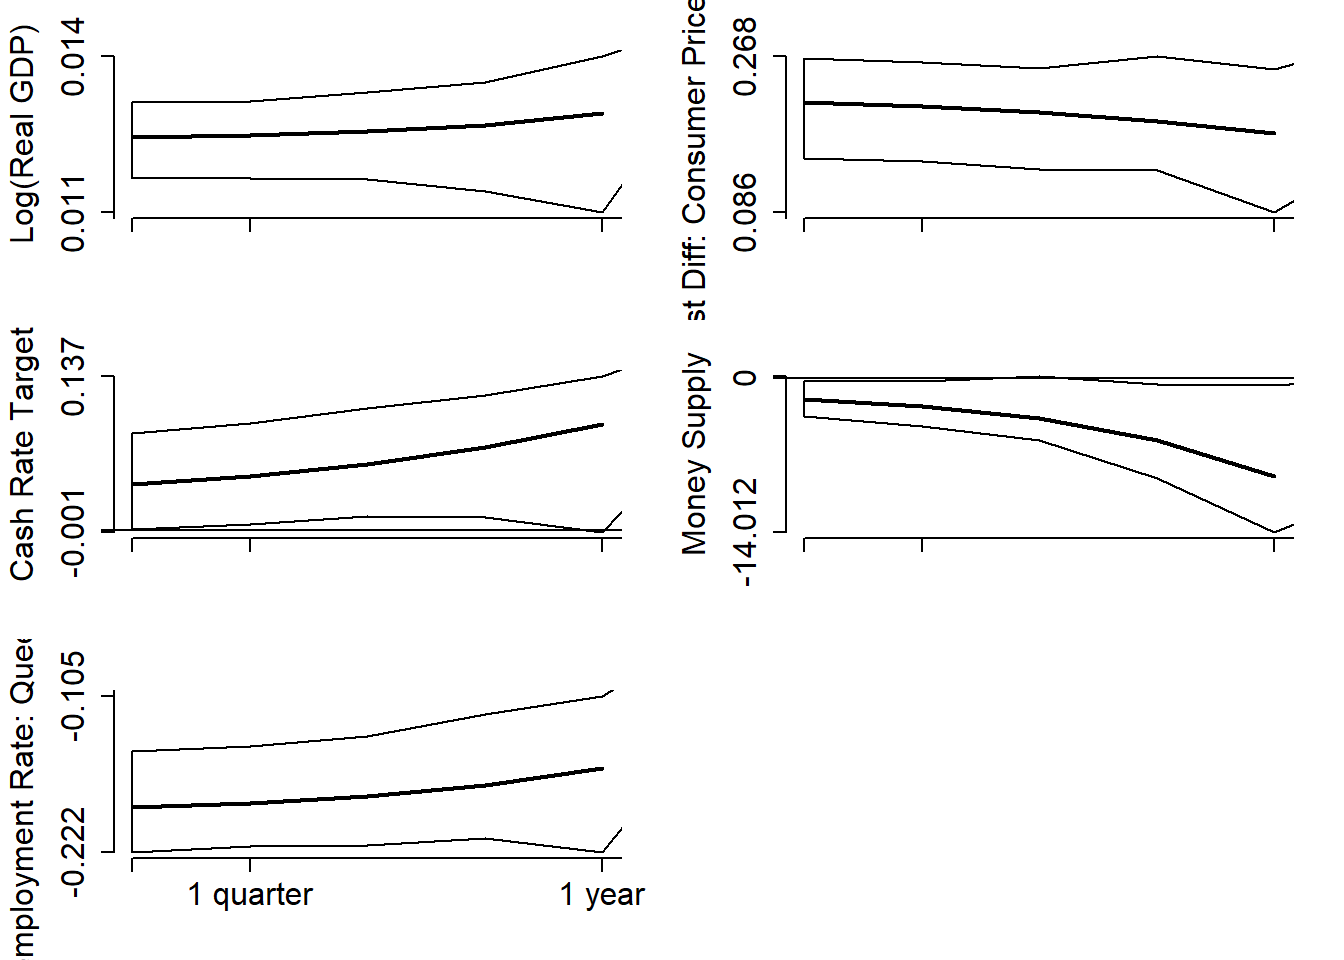 Log(Real GDP)
0.014
0.011
st Diff: Consumer Price
0.268
0.086
Cash Rate Target
0.137
-0.001
Money Supply
0
-14.012
mployment Rate: Quee
-0.105
-0.222
1 quarter
1 year